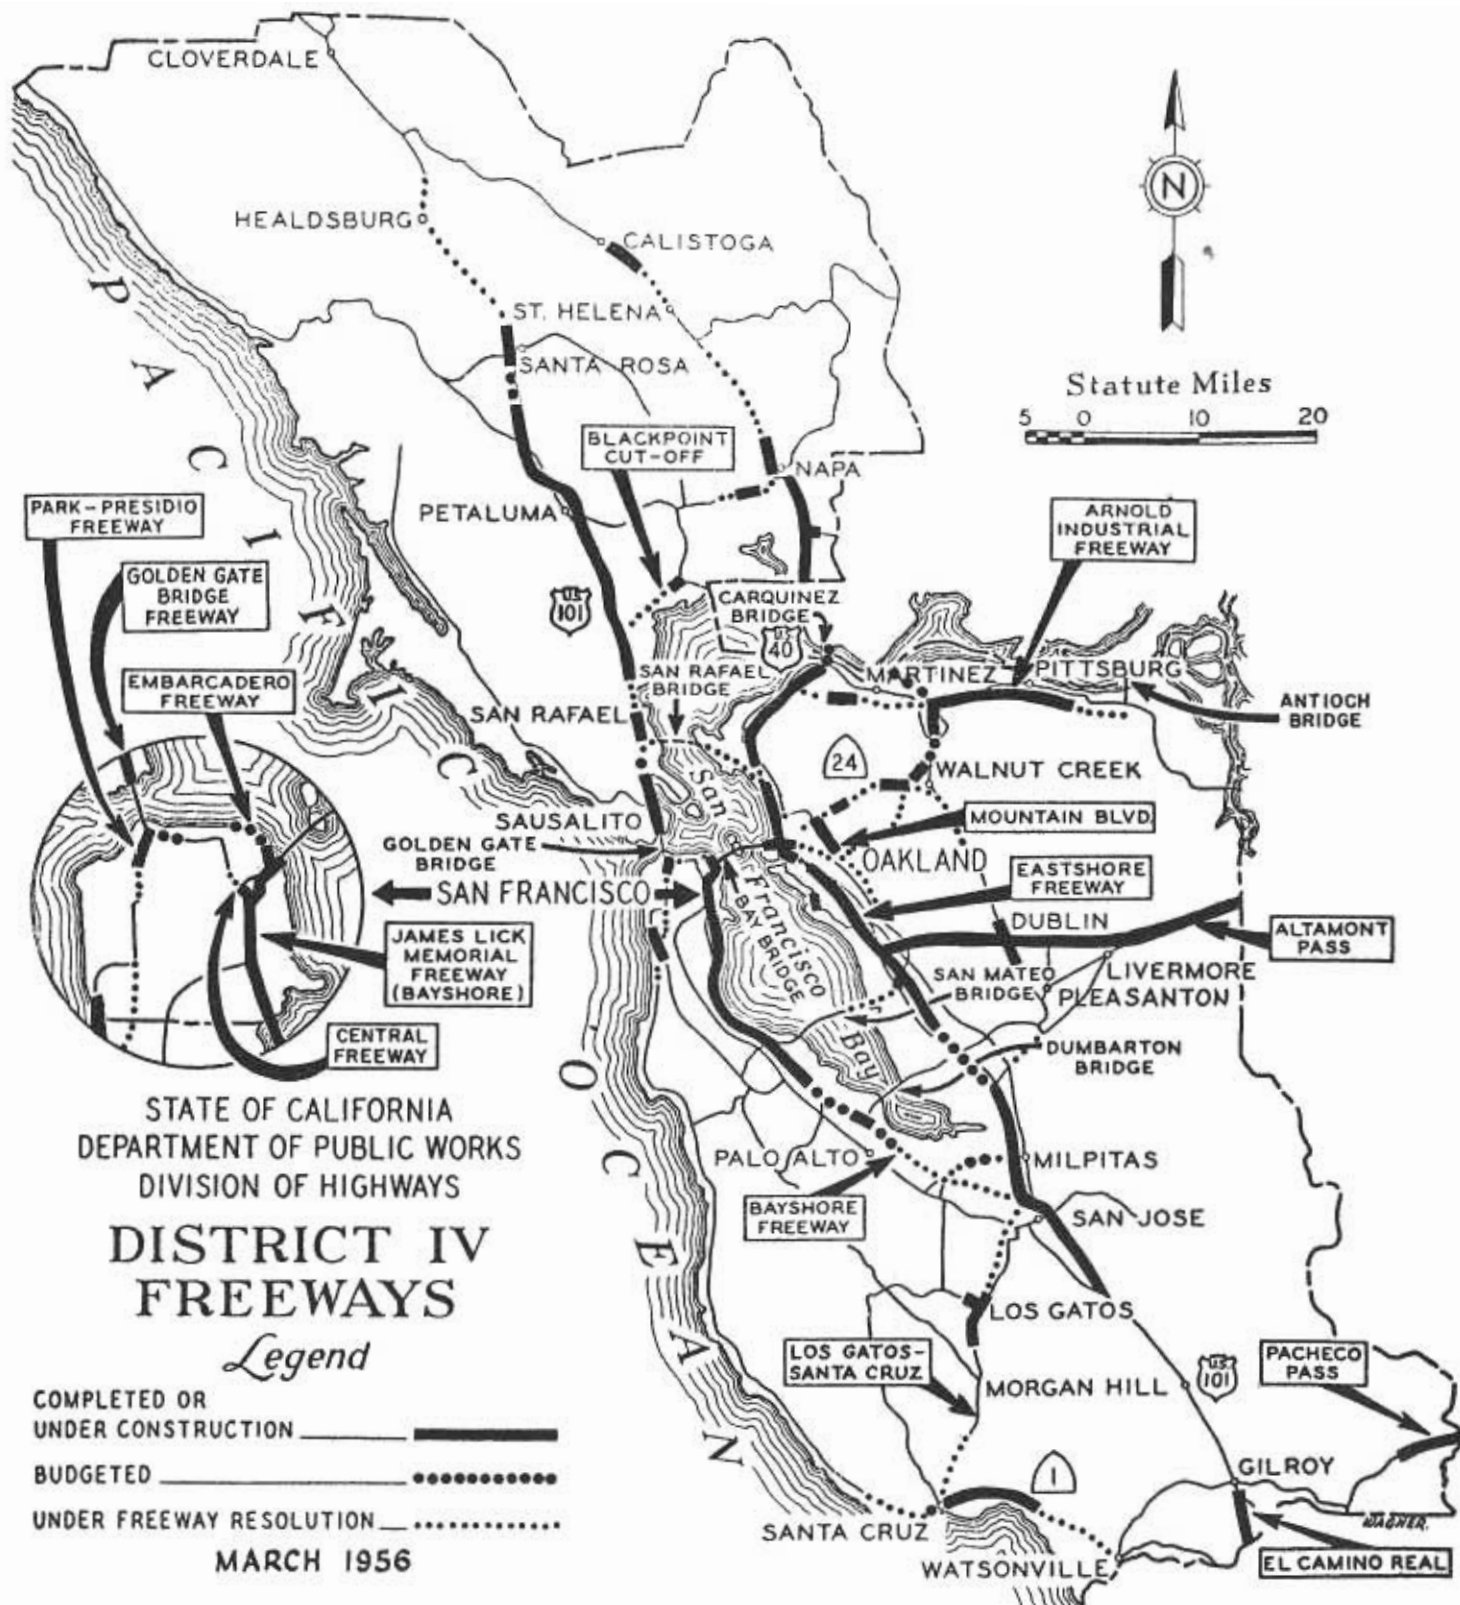 CLOVERDALE
N
HEALDSBURG
CALISTOGA
ST. HELENA
SANTA ROSA
Statute Miles
5 0 10 20
BLACKPOINT
CUT-OFF
NAPA
PARK-PRESIDIO
FREEWAY
PETALUMA
ARNOLD
INDUSTRIAL
FREEWAY
GOLDEN GATE
BRIDGE
FREEWAY
US
101
CARQUINEZ
BRIDGE
US
40
SAN RAFAEL
BRIDGE
MARTINEZ
PITTSBURG
EMBARCADERO
FREEWAY
SAN RAFAEL
ANTIOCH
BRIDGE
24
WALNUT CREEK
SAUSALITO
MOUNTAIN BLVD.
GOLDEN GATE
BRIDGE
OAKLAND
EASTSHORE
FREEWAY
SAN FRANCISCO
BAY BRIDGE
San Francisco Bay
DUBLIN
ALTAMONT
PASS
JAMES LICK
MEMORIAL
FREEWAY
(BAYSHORE)
SAN MATEO
BRIDGE
LIVERMORE
PLEASANTON
CENTRAL
FREEWAY
DUMBARTON
BRIDGE
PACIFIC OCEAN
STATE OF CALIFORNIA
DEPARTMENT OF PUBLIC WORKS
DIVISION OF HIGHWAYS
PALO ALTO
MILPITAS
BAYSHORE
FREEWAY
SAN JOSE
DISTRICT IV
FREEWAYS
LOS GATOS
Legend
LOS GATOS-
SANTA CRUZ
MORGAN HILL
US
101
PACHECO
PASS
COMPLETED OR
UNDER CONSTRUCTION
BUDGETED
UNDER FREEWAY RESOLUTION
MARCH 1956
1
GILROY
SANTA CRUZ
WAGNER.
WATSONVILLE
EL CAMINO REAL